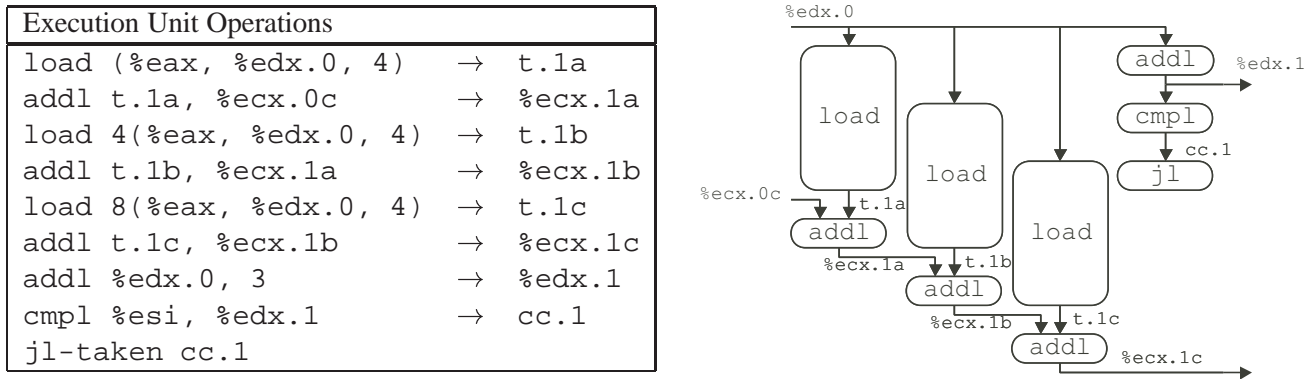 Execution Unit Operations
load (%eax, %edx.0, 4) → t.1a
addl t.1a, %ecx.0c → %ecx.1a
load 4(%eax, %edx.0, 4) → t.1b
addl t.1b, %ecx.1a → %ecx.1b
load 8(%eax, %edx.0, 4) → t.1c
addl t.1c, %ecx.1b → %ecx.1c
addl %edx.0, 3 → %edx.1
cmpl %esi, %edx.1 → cc.1
jl-taken cc.1
%edx.0
addl
%edx.1
load
cmpl
cc.1
load
jl
%ecx.0c
t.1a
addl
load
%ecx.1a
t.1b
addl
%ecx.1b
t.1c
addl
%ecx.1c